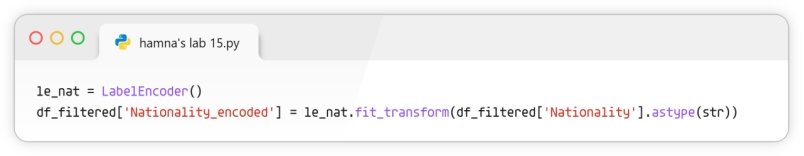 hamna's lab 15.py
le_nat = LabelEncoder()
df_filtered['Nationality_encoded'] = le_nat.fit_transform(df_filtered['Nationality'].astype(str))